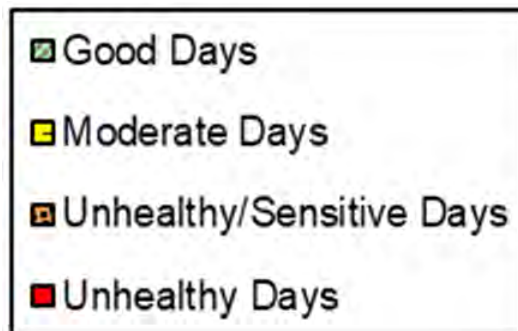 Good Days
Moderate Days
Unhealthy/Sensitive Days
Unhealthy Days